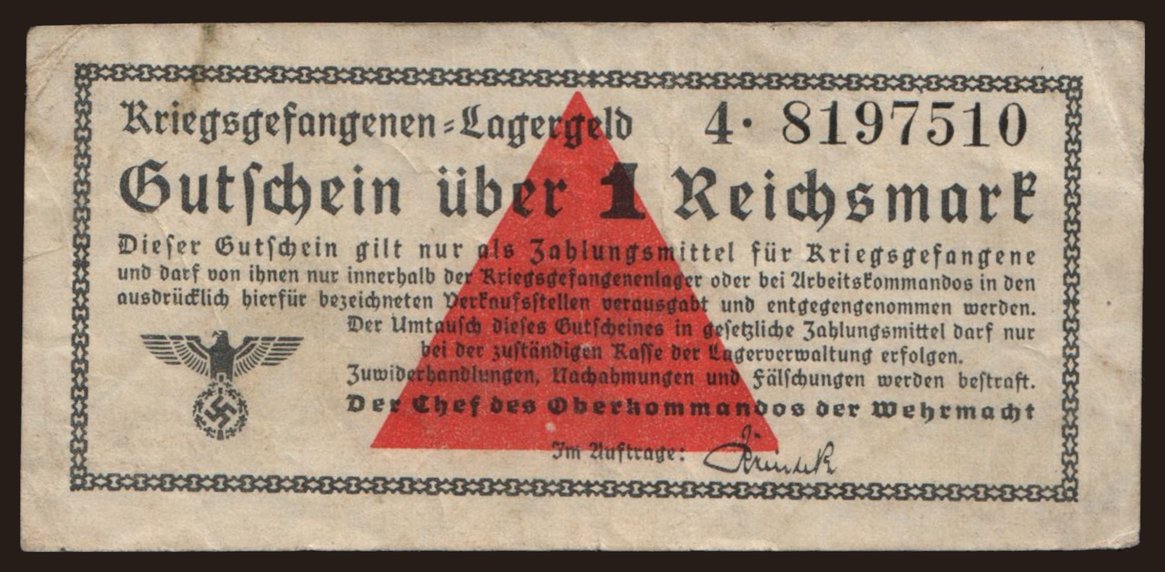 Kriegsgefangenen-Lagergeld 4· 8197510
Gutschein über 1 Reichsmark
Dieser Gutschein gilt nur als Zahlungsmittel für Kriegsgefangene
und darf von ihnen nur innerhalb der Kriegsgefangenenlager oder bei Arbeitskommandos in den
ausdrücklich hierfür bezeichneten Verkaufsstellen verausgabt und entgegengenommen werden.
Der Umtausch dieses Gutscheines in gesetzliche Zahlungsmittel darf nur
bei der zuständigen Kasse der Lagerverwaltung erfolgen.
Zuwiderhandlungen, Nachahmungen und Fälschungen werden bestraft.
Der Chef des Oberkommandos der Wehrmacht
Im Auftrage: